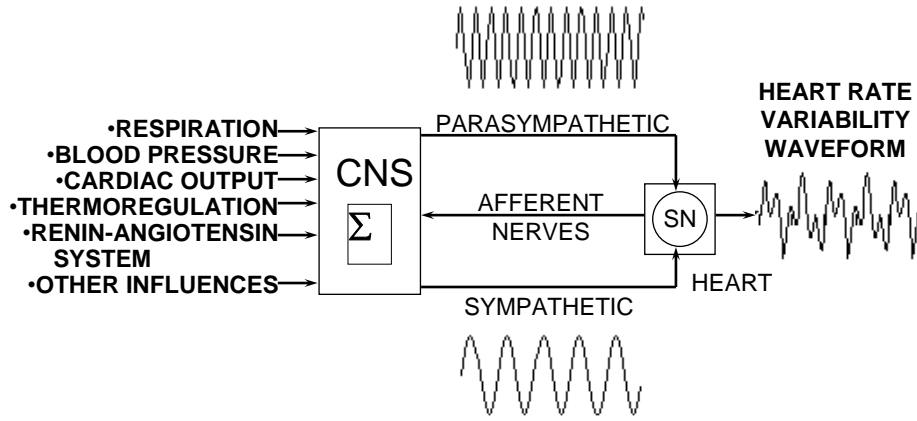 •RESPIRATION
•BLOOD PRESSURE
•CARDIAC OUTPUT
•THERMOREGULATION
•RENIN-ANGIOTENSIN
SYSTEM
•OTHER INFLUENCES
CNS
Σ
PARASYMPATHETIC
AFFERENT
NERVES
SYMPATHETIC
SN
HEART
HEART RATE
VARIABILITY
WAVEFORM